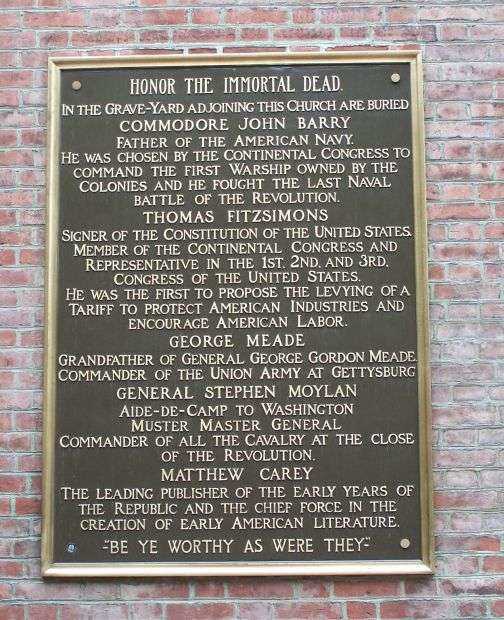 HONOR THE IMMORTAL DEAD.
IN THE GRAVE-YARD ADJOINING THIS CHURCH ARE BURIED
COMMODORE JOHN BARRY
FATHER OF THE AMERICAN NAVY.
HE WAS CHOSEN BY THE CONTINENTAL CONGRESS TO
COMMAND THE FIRST WARSHIP OWNED BY THE
COLONIES AND HE FOUGHT THE LAST NAVAL
BATTLE OF THE REVOLUTION.
THOMAS FITZSIMONS
SIGNER OF THE CONSTITUTION OF THE UNITED STATES.
MEMBER OF THE CONTINENTAL CONGRESS AND
REPRESENTATIVE IN THE 1ST, 2ND, AND 3RD,
CONGRESS OF THE UNITED STATES.
HE WAS THE FIRST TO PROPOSE THE LEVYING OF A
TARIFF TO PROTECT AMERICAN INDUSTRIES AND
ENCOURAGE AMERICAN LABOR.
GEORGE MEADE
GRANDFATHER OF GENERAL GEORGE GORDON MEADE.
COMMANDER OF THE UNION ARMY AT GETTYSBURG
GENERAL STEPHEN MOYLAN
AIDE-DE-CAMP TO WASHINGTON
MUSTER MASTER GENERAL
COMMANDER OF ALL THE CAVALRY AT THE CLOSE
OF THE REVOLUTION.
MATTHEW CAREY
THE LEADING PUBLISHER OF THE EARLY YEARS OF
THE REPUBLIC AND THE CHIEF FORCE IN THE
CREATION OF EARLY AMERICAN LITERATURE.
-"BE YE WORTHY AS WERE THEY"-